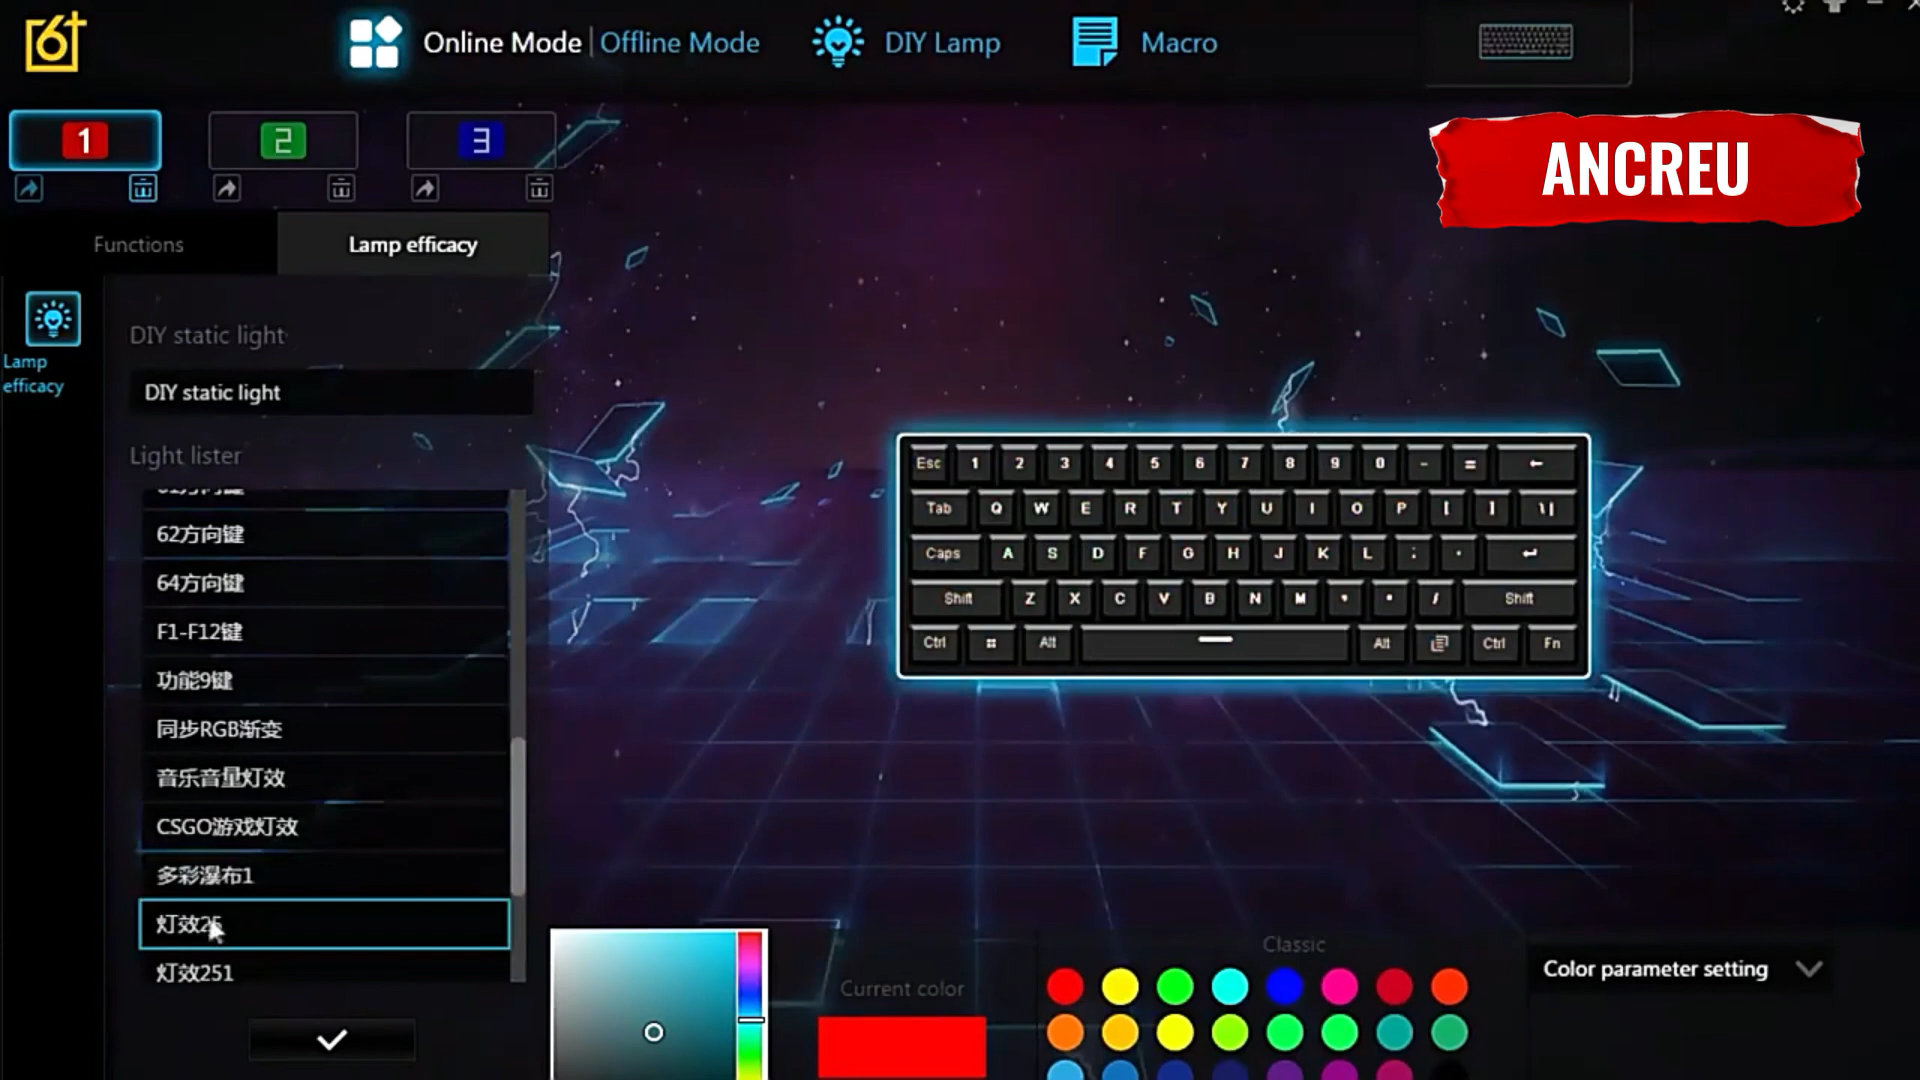 Online Mode | Offline Mode
DIY Lamp
Macro
1
2
3
ANCREU
Functions
Lamp efficacy
Lamp
efficacy
DIY static light
DIY static light
Light lister
62方向键
64方向键
F1-F12键
功能9键
同步RGB渐变
音乐音量灯效
CSGO游戏灯效
多彩瀑布1
灯效25
灯效251
Esc 1 2 3 4 5 6 7 8 9 0 - = ←
Tab Q W E R T Y U I O P [ ] \ |
Caps A S D F G H J K L ; ' ↵
Shift Z X C V B N M , . / Shift
Ctrl Alt Alt Ctrl Fn
Current color
Classic
Color parameter setting